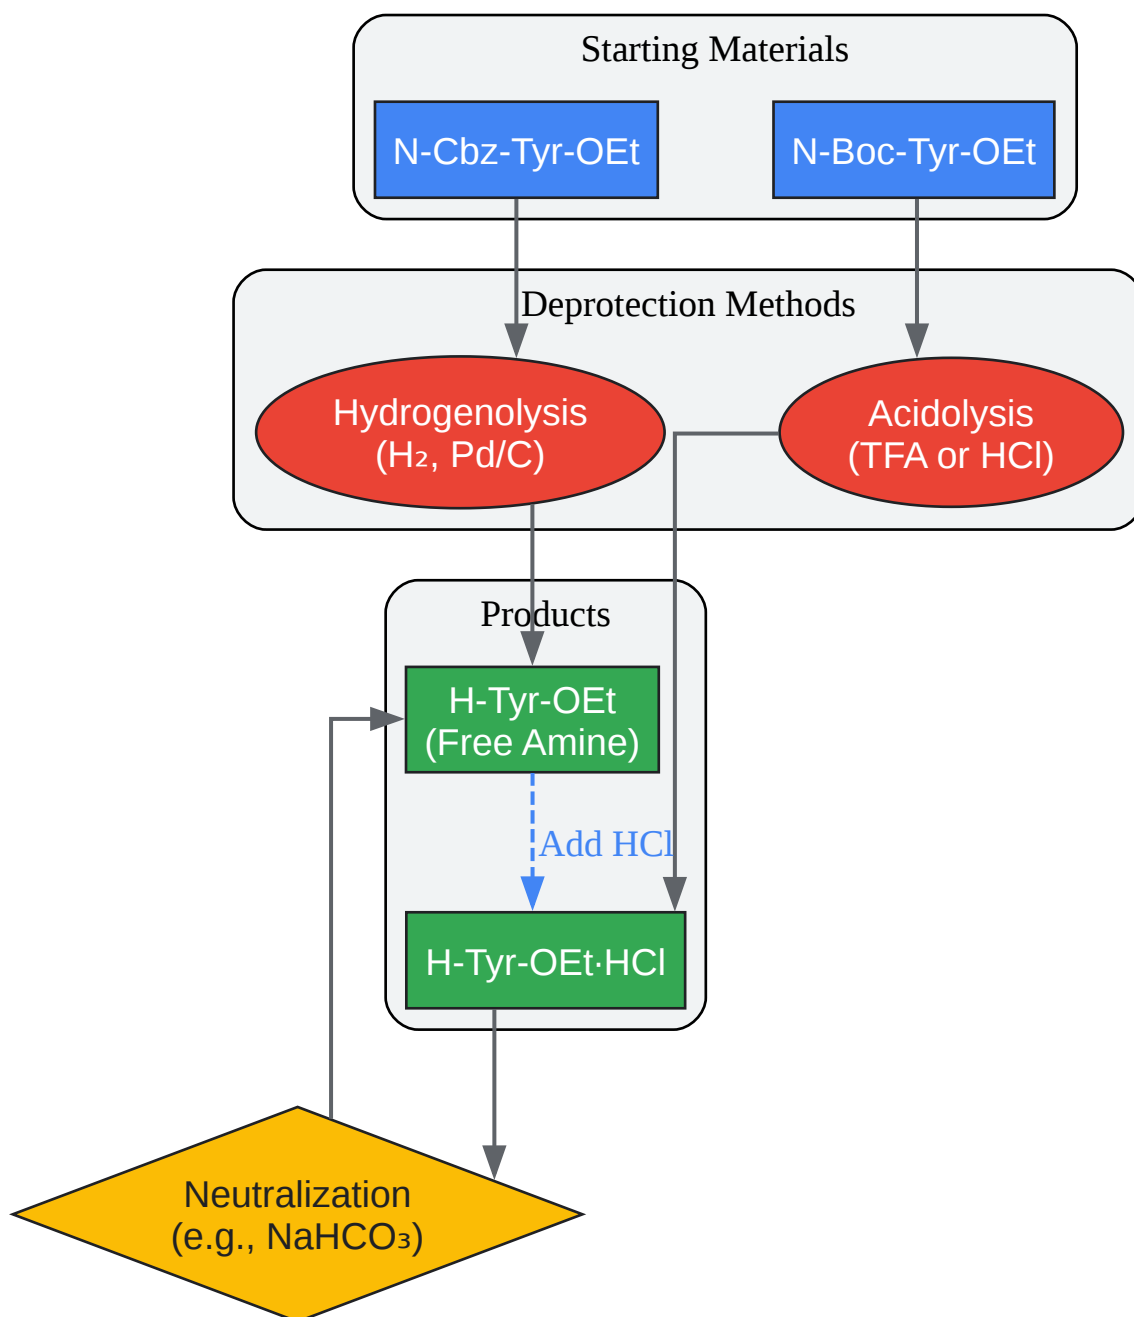 Starting Materials
N-Cbz-Tyr-OEt
N-Boc-Tyr-OEt
Deprotection Methods
Hydrogenolysis
(H₂, Pd/C)
Acidolysis
(TFA or HCl)
Products
H-Tyr-OEt
(Free Amine)
Add HCl
H-Tyr-OEt·HCl
Neutralization
(e.g., NaHCO₃)